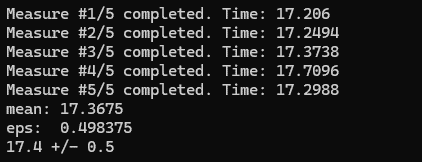 Measure #1/5 completed. Time: 17.206
Measure #2/5 completed. Time: 17.2494
Measure #3/5 completed. Time: 17.3738
Measure #4/5 completed. Time: 17.7096
Measure #5/5 completed. Time: 17.2988
mean: 17.3675
eps:  0.498375
17.4 +/- 0.5